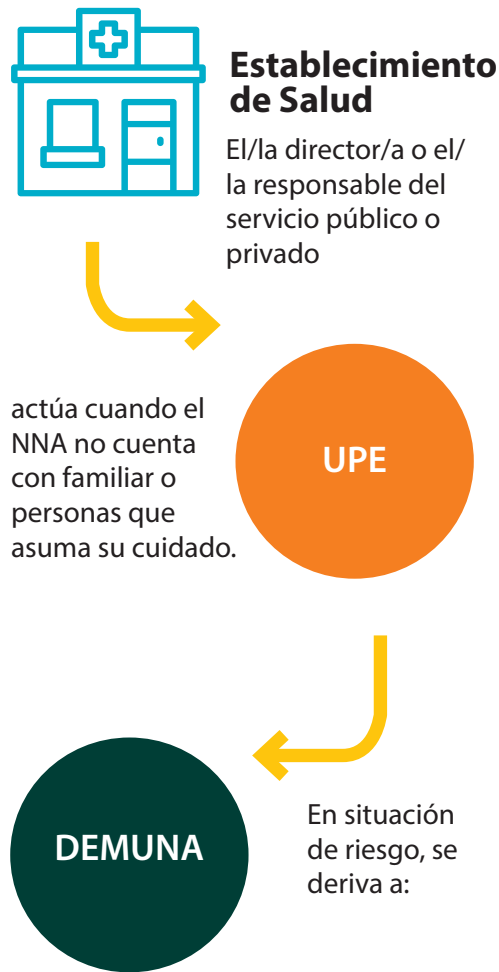 Establecimiento
de Salud
El/la director/a o el/
la responsable del
servicio público o
privado
actúa cuando el
NNA no cuenta
con familiar o
personas que
asuma su cuidado.
UPE
En situación
de riesgo, se
deriva a:
DEMUNA